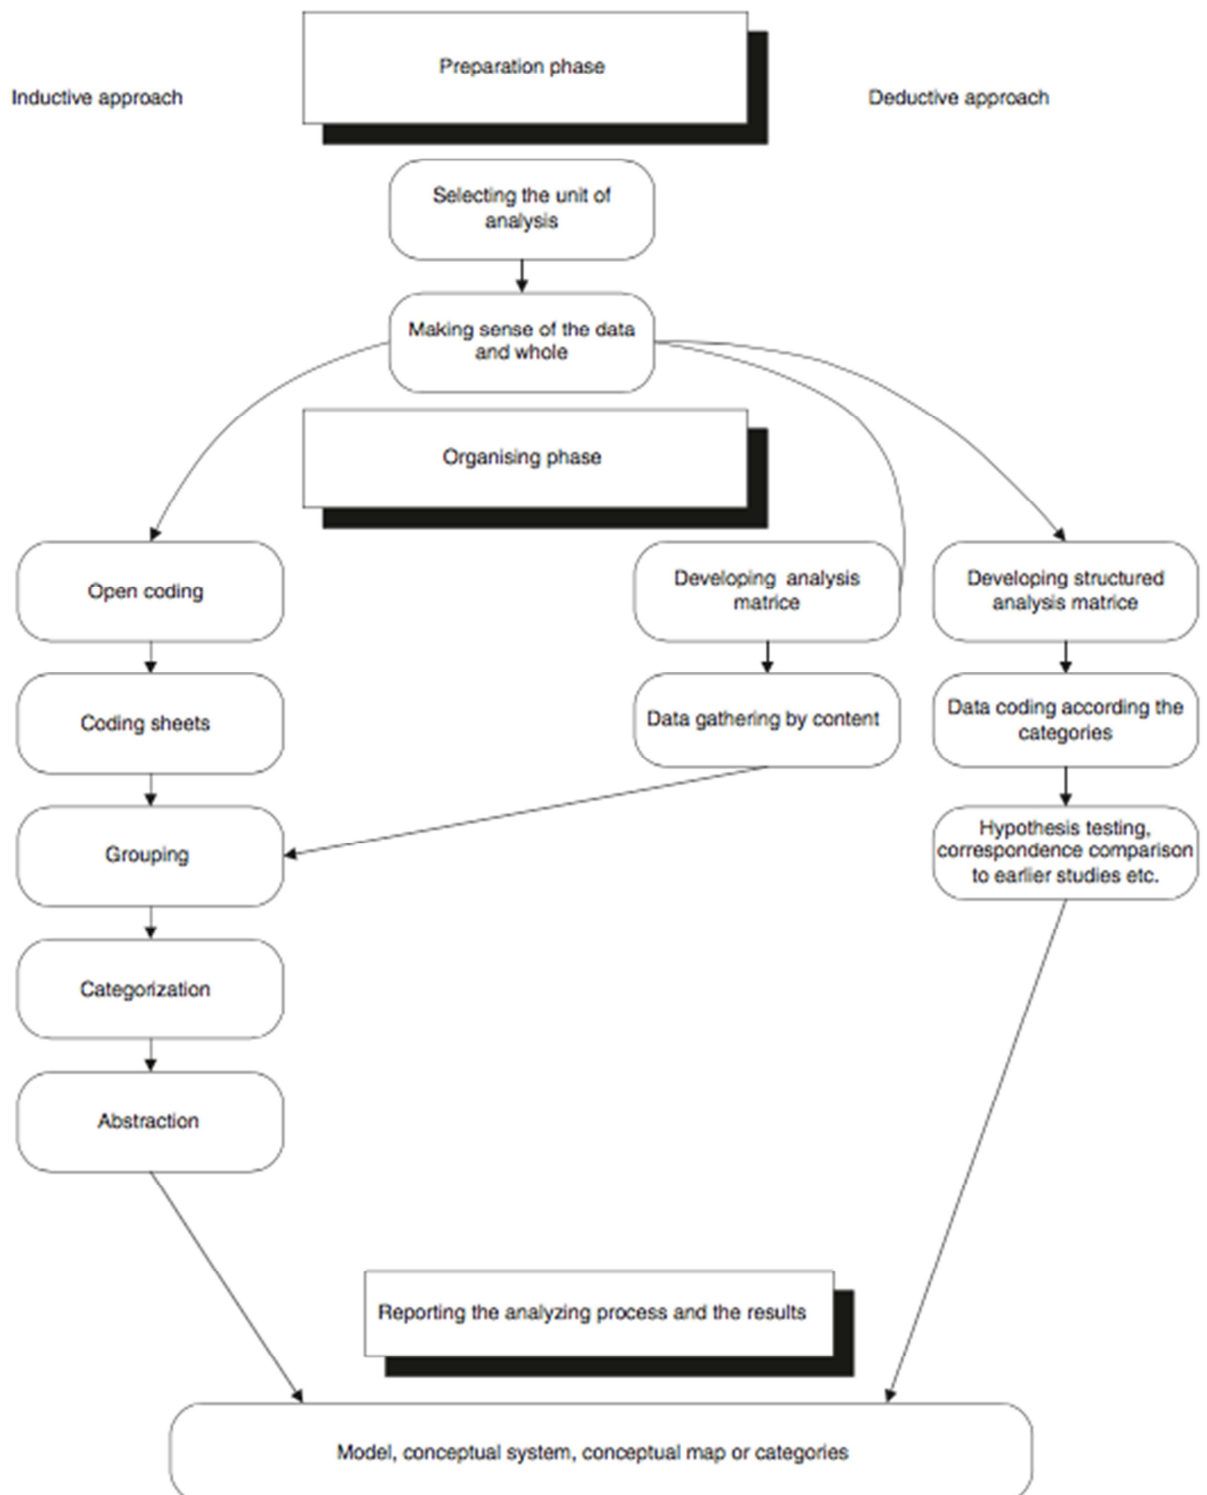 Preparation phase
Inductive approach
Deductive approach
Selecting the unit of
analysis
Making sense of the data
and whole
Organising phase
Open coding
Developing analysis
matrice
Developing structured
analysis matrice
Coding sheets
Data gathering by content
Data coding according the
categories
Grouping
Hypothesis testing,
correspondence comparison
to earlier studies etc.
Categorization
Abstraction
Reporting the analyzing process and the results
Model, conceptual system, conceptual map or categories